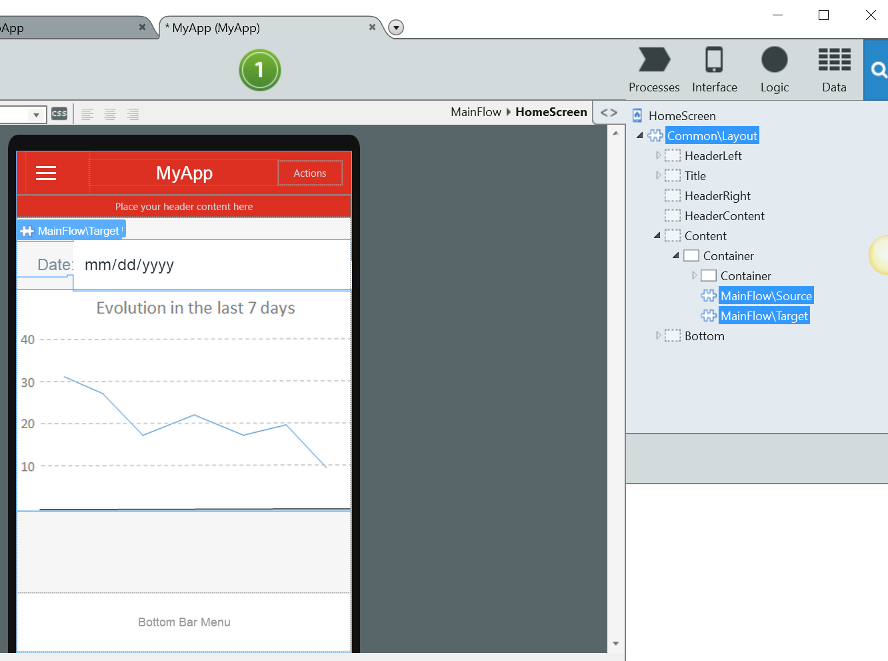 App
* MyApp (MyApp)
1
Processes
Interface
Logic
Data
css
MainFlow HomeScreen
<>
HomeScreen
Common\Layout
HeaderLeft
Title
HeaderRight
HeaderContent
Content
Container
Container
MainFlow\Source
MainFlow\Target
Bottom
MyApp
Actions
Place your header content here
MainFlow\Target
Date: mm/dd/yyyy
Evolution in the last 7 days
40
30
20
10
Bottom Bar Menu